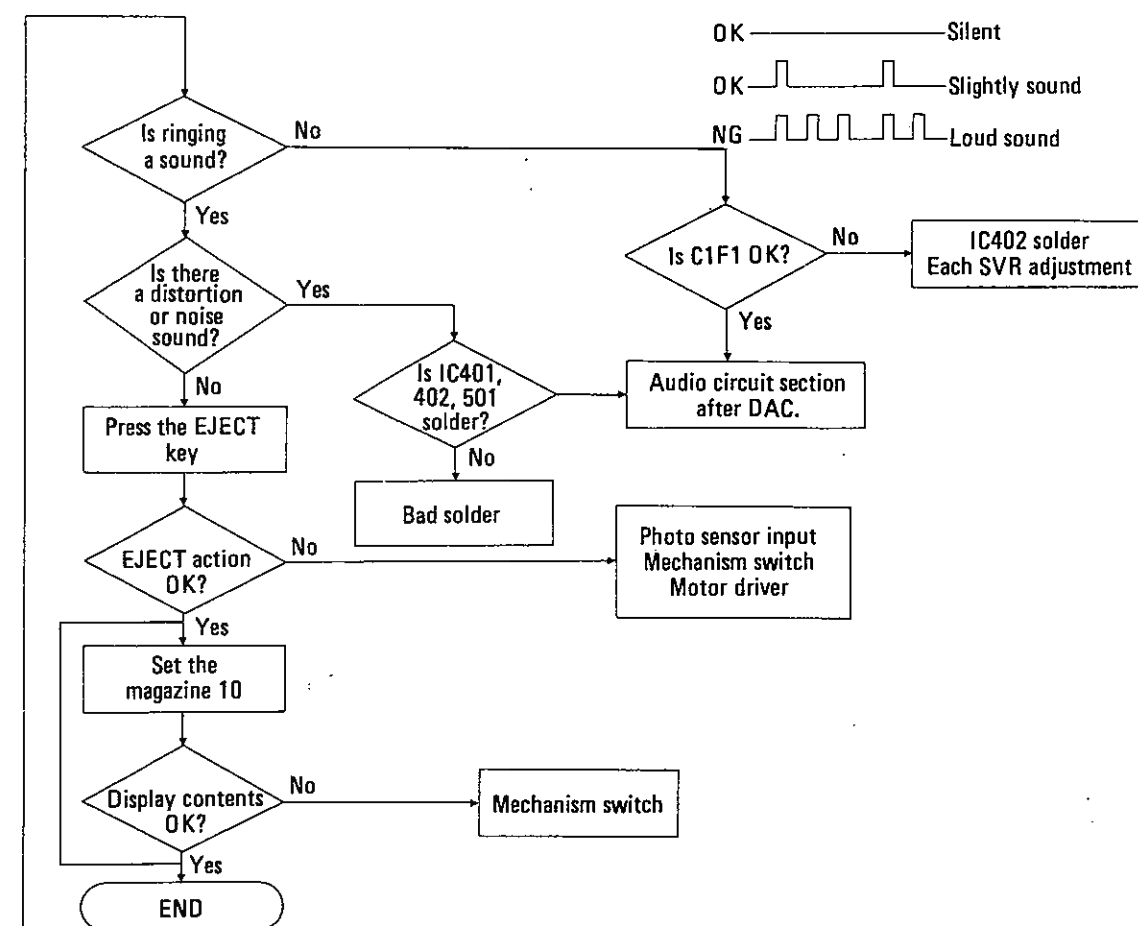 OK Silent
OK Slightly sound
NG Loud sound
Is ringing
a sound?
No
Yes
Is C1F1 OK?
No
IC402 solder
Each SVR adjustment
Yes
Is there
a distortion
or noise
sound?
Yes
No
Is IC401,
402, 501
solder?
No
Audio circuit section
after DAC.
Bad solder
Press the EJECT
key
EJECT action
OK?
No
Photo sensor input
Mechanism switch
Motor driver
Yes
Set the
magazine 10
Display contents
OK?
No
Mechanism switch
Yes
END